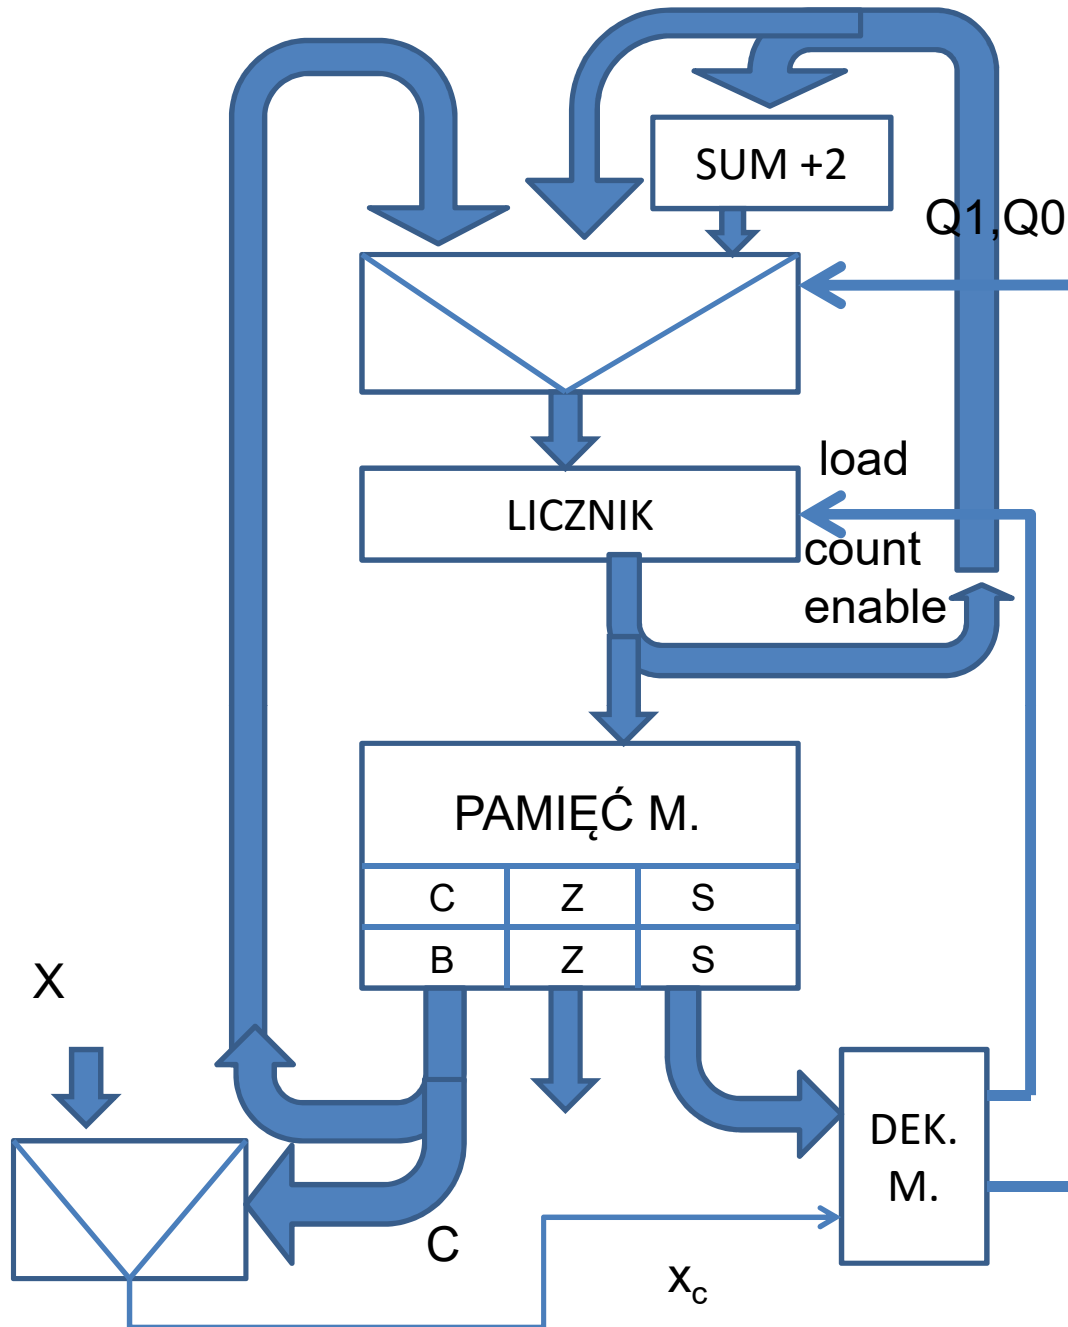 SUM +2
Q1,Q0
load
LICZNIK
count
enable
PAMIĘĆ M.
C Z S
B Z S
X
DEK.
M.
C
xc